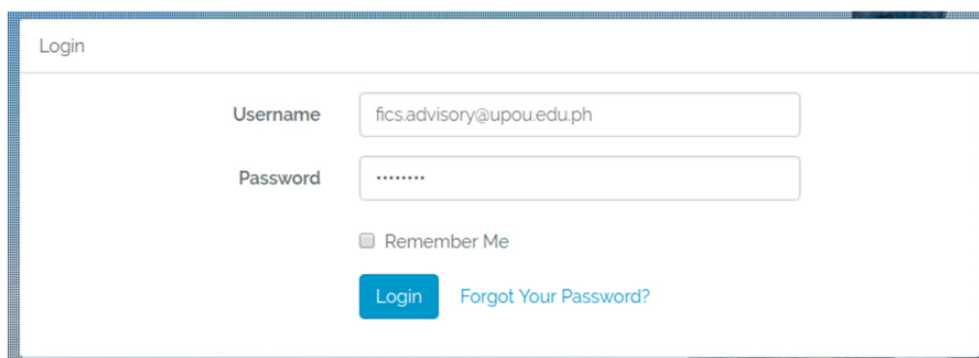 Login
Username fics.advisory@upou.edu.ph
Password ••••••••
Remember Me
Login Forgot Your Password?